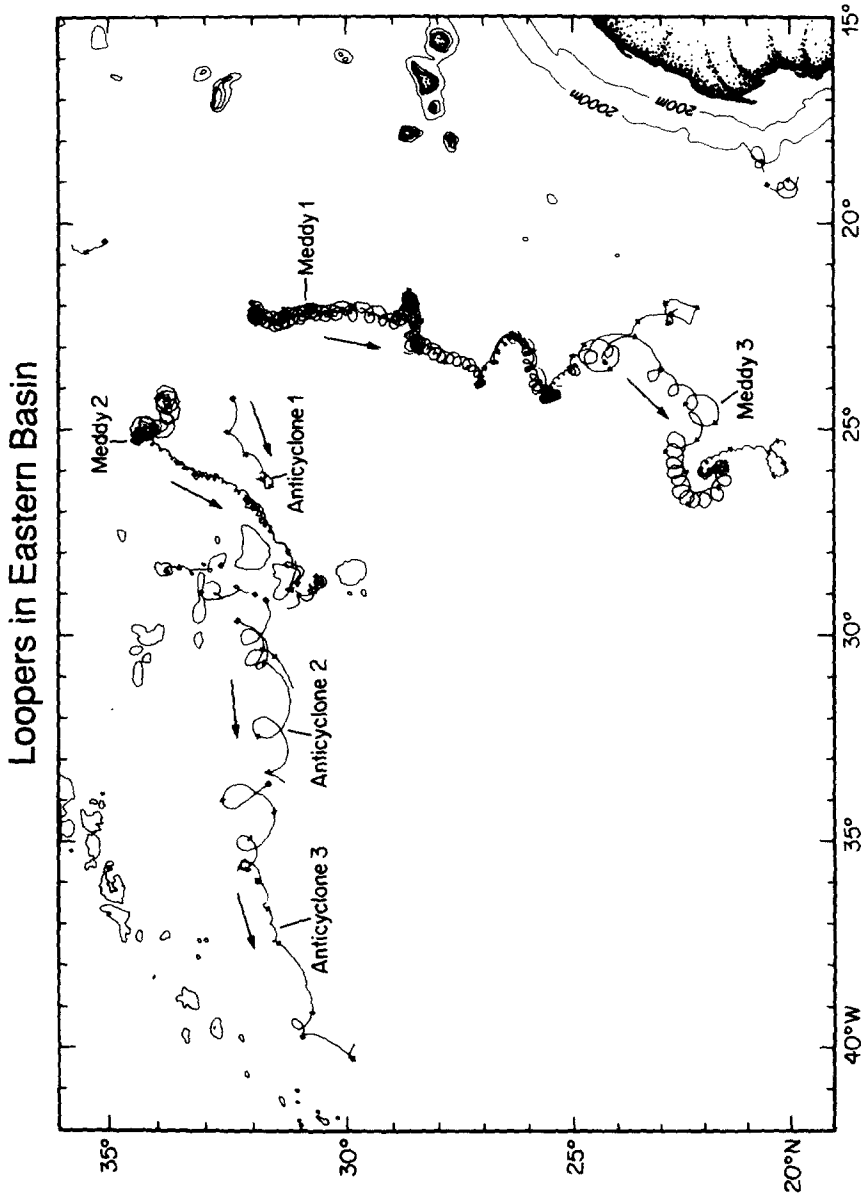 Loopers in Eastern Basin
35°
30°
25°
20°N
40°W
35°
30°
25°
20°
15°
Meddy 2
Anticyclone 1
Meddy 1
Anticyclone 2
Anticyclone 3
Meddy 3
2000m
200m